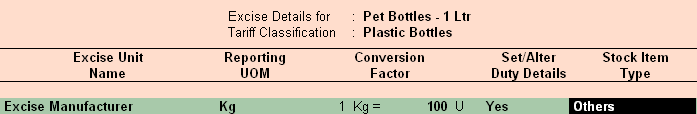 Excise Details for : Pet Bottles - 1 Ltr
Tariff Classification : Plastic Bottles
Excise Unit Reporting Conversion Set/Alter Stock Item
Name UOM Factor Duty Details Type
Excise Manufacturer Kg 1 Kg = 100 U Yes Others